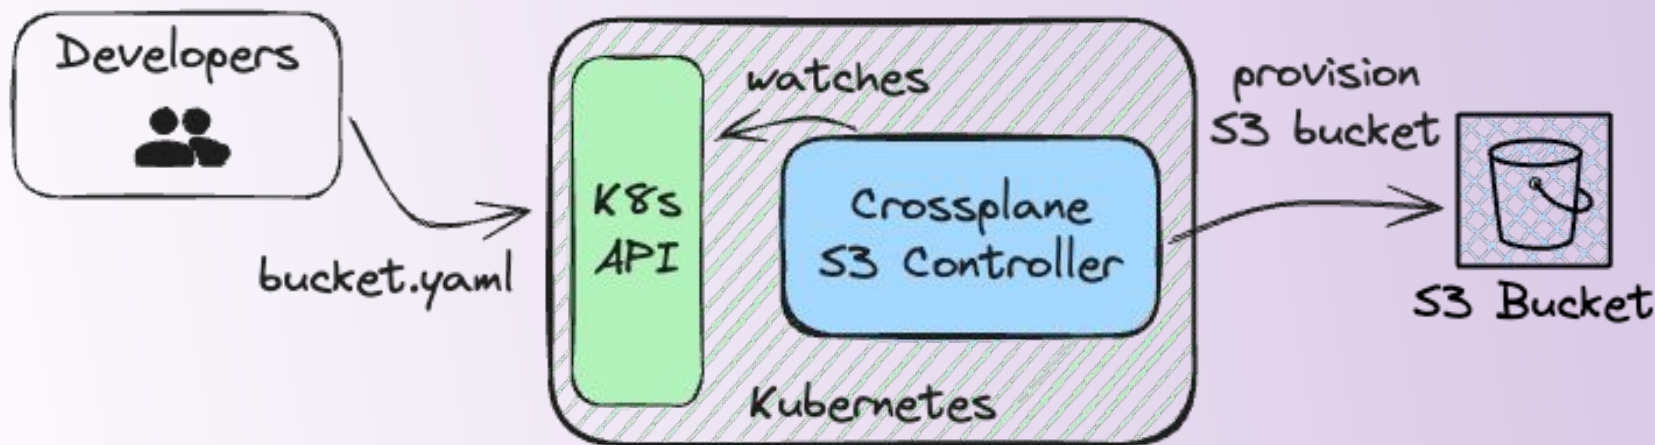 Developers
bucket.yaml
K8s
API
watches
Crossplane
S3 Controller
Kubernetes
provision
S3 bucket
S3 Bucket